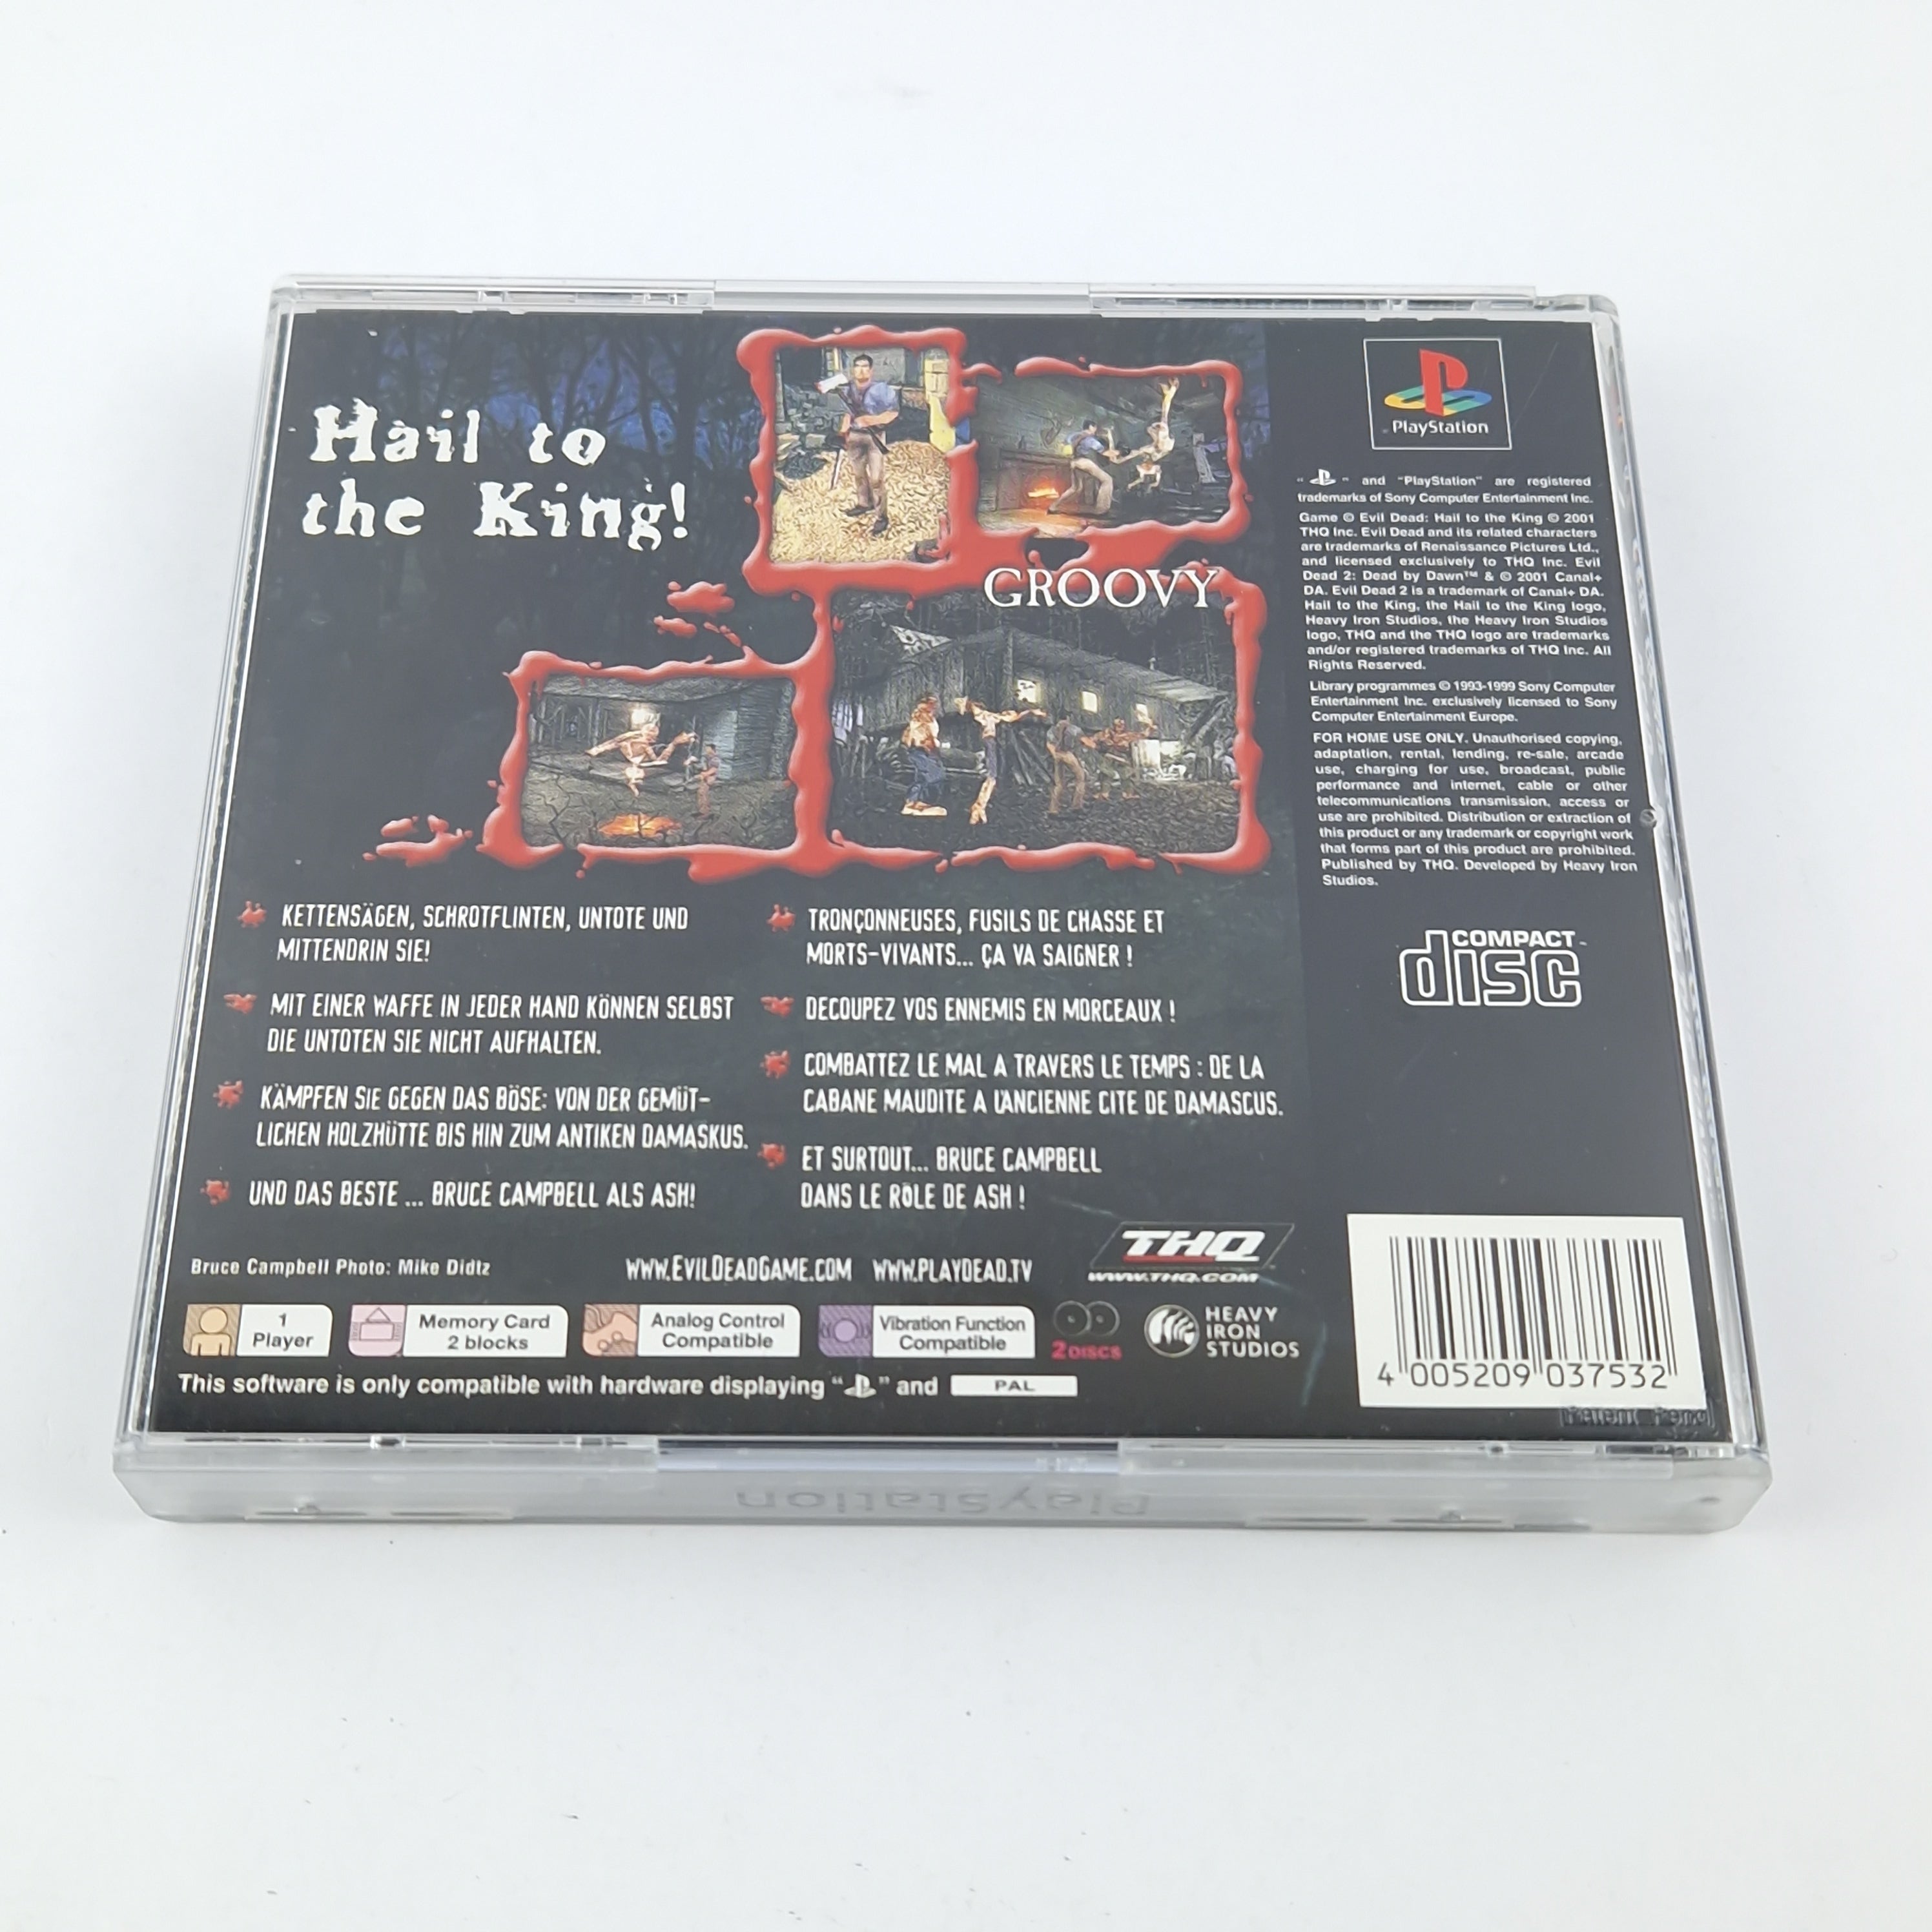 Hail to
the King!
GROOVY
PlayStation
" " and "PlayStation" are registered
trademarks of Sony Computer Entertainment Inc.
Game © Evil Dead: Hail to the King © 2001
THQ Inc. Evil Dead and its related characters
are trademarks of Renaissance Pictures Ltd.,
and licensed exclusively to THQ Inc. Evil
Dead 2: Dead by Dawn™ & © 2001 Canal+
DA. Evil Dead 2 is a trademark of Canal+ DA.
Hail to the King, the Hail to the King logo,
Heavy Iron Studios, the Heavy Iron Studios
logo, THQ and the THQ logo are trademarks
and/or registered trademarks of THQ Inc. All
Rights Reserved.
Library programmes © 1993-1999 Sony Computer
Entertainment Inc. exclusively licensed to Sony
Computer Entertainment Europe.
FOR HOME USE ONLY. Unauthorised copying,
adaptation, rental, lending, re-sale, arcade
use, charging for use, broadcast, public
performance and internet, cable or other
telecommunications transmission, access or
use are prohibited. Distribution or extraction of
this product or any trademark or copyright work
that forms part of this product are prohibited.
Published by THQ. Developed by Heavy Iron
Studios.
COMPACT
disc
KETTENSÄGEN, SCHROTFLINTEN, UNTOTE UND
MITTENDRIN SIE!
MIT EINER WAFFE IN JEDER HAND KÖNNEN SELBST
DIE UNTOTEN SIE NICHT AUFHALTEN.
KÄMPFEN SIE GEGEN DAS BÖSE: VON DER GEMÜT-
LICHEN HOLZHÜTTE BIS HIN ZUM ANTIKEN DAMASKUS.
UND DAS BESTE ... BRUCE CAMPBELL ALS ASH!
TRONÇONNEUSES, FUSILS DE CHASSE ET
MORTS-VIVANTS... ÇA VA SAIGNER !
DECOUPEZ VOS ENNEMIS EN MORCEAUX !
COMBATTEZ LE MAL A TRAVERS LE TEMPS : DE LA
CABANE MAUDITE A L'ANCIENNE CITE DE DAMASCUS.
ET SURTOUT... BRUCE CAMPBELL
DANS LE RÔLE DE ASH !
Bruce Campbell Photo: Mike Didtz
WWW.EVILDEADGAME.COM WWW.PLAYDEAD.TV
THQ
WWW.THQ.COM
1
Player
Memory Card
2 blocks
Analog Control
Compatible
Vibration Function
Compatible
2 DISCS
HEAVY
IRON
STUDIOS
This software is only compatible with hardware displaying " " and PAL
4 005209 037532
PlayStation